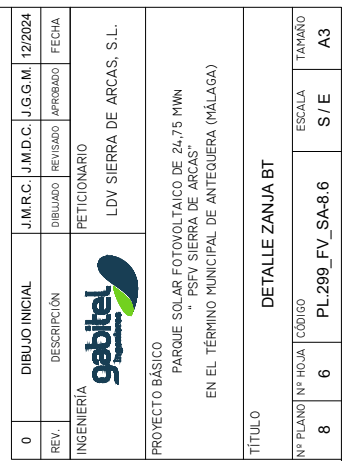 0 DIBUJO INICIAL J.M.R.C. J.M.D.C. J.G.G.M. 12/2024
REV. DESCRIPCIÓN DIBUJADO REVISADO APROBADO FECHA
INGENIERÍA PETICIONARIO
gabitel
Ingenieros
LDV SIERRA DE ARCAS, S.L.
PROYECTO BÁSICO
PARQUE SOLAR FOTOVOLTAICO DE 24,75 MWN
" PSFV SIERRA DE ARCAS"
EN EL TÉRMINO MUNICIPAL DE ANTEQUERA (MÁLAGA)
TÍTULO
DETALLE ZANJA BT
Nº PLANO Nº HOJA CÓDIGO ESCALA TAMAÑO
8 6 PL.299_FV_SA-8.6 S / E A3